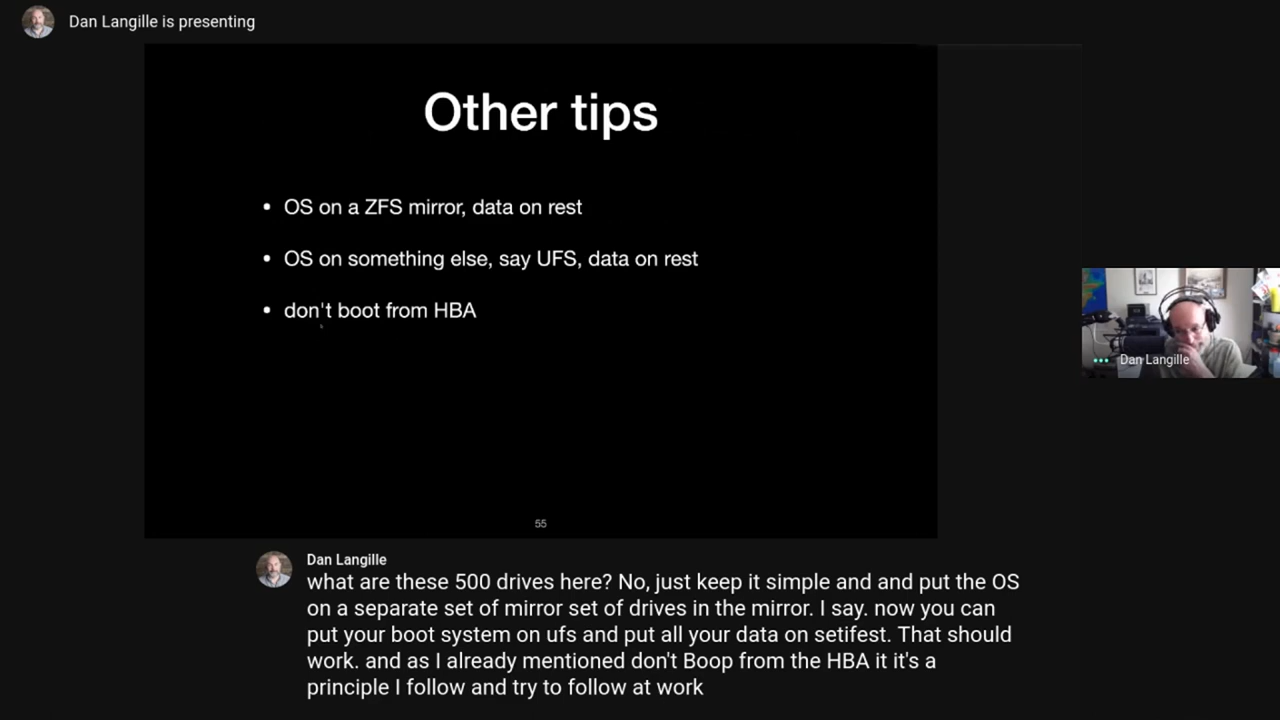 Dan Langille is presenting
Other tips
• OS on a ZFS mirror, data on rest
• OS on something else, say UFS, data on rest
• don't boot from HBA
55
Dan Langille
Dan Langille
what are these 500 drives here? No, just keep it simple and and put the OS
on a separate set of mirror set of drives in the mirror. I say. now you can
put your boot system on ufs and put all your data on setifest. That should
work. and as I already mentioned don't Boop from the HBA it it's a
principle I follow and try to follow at work